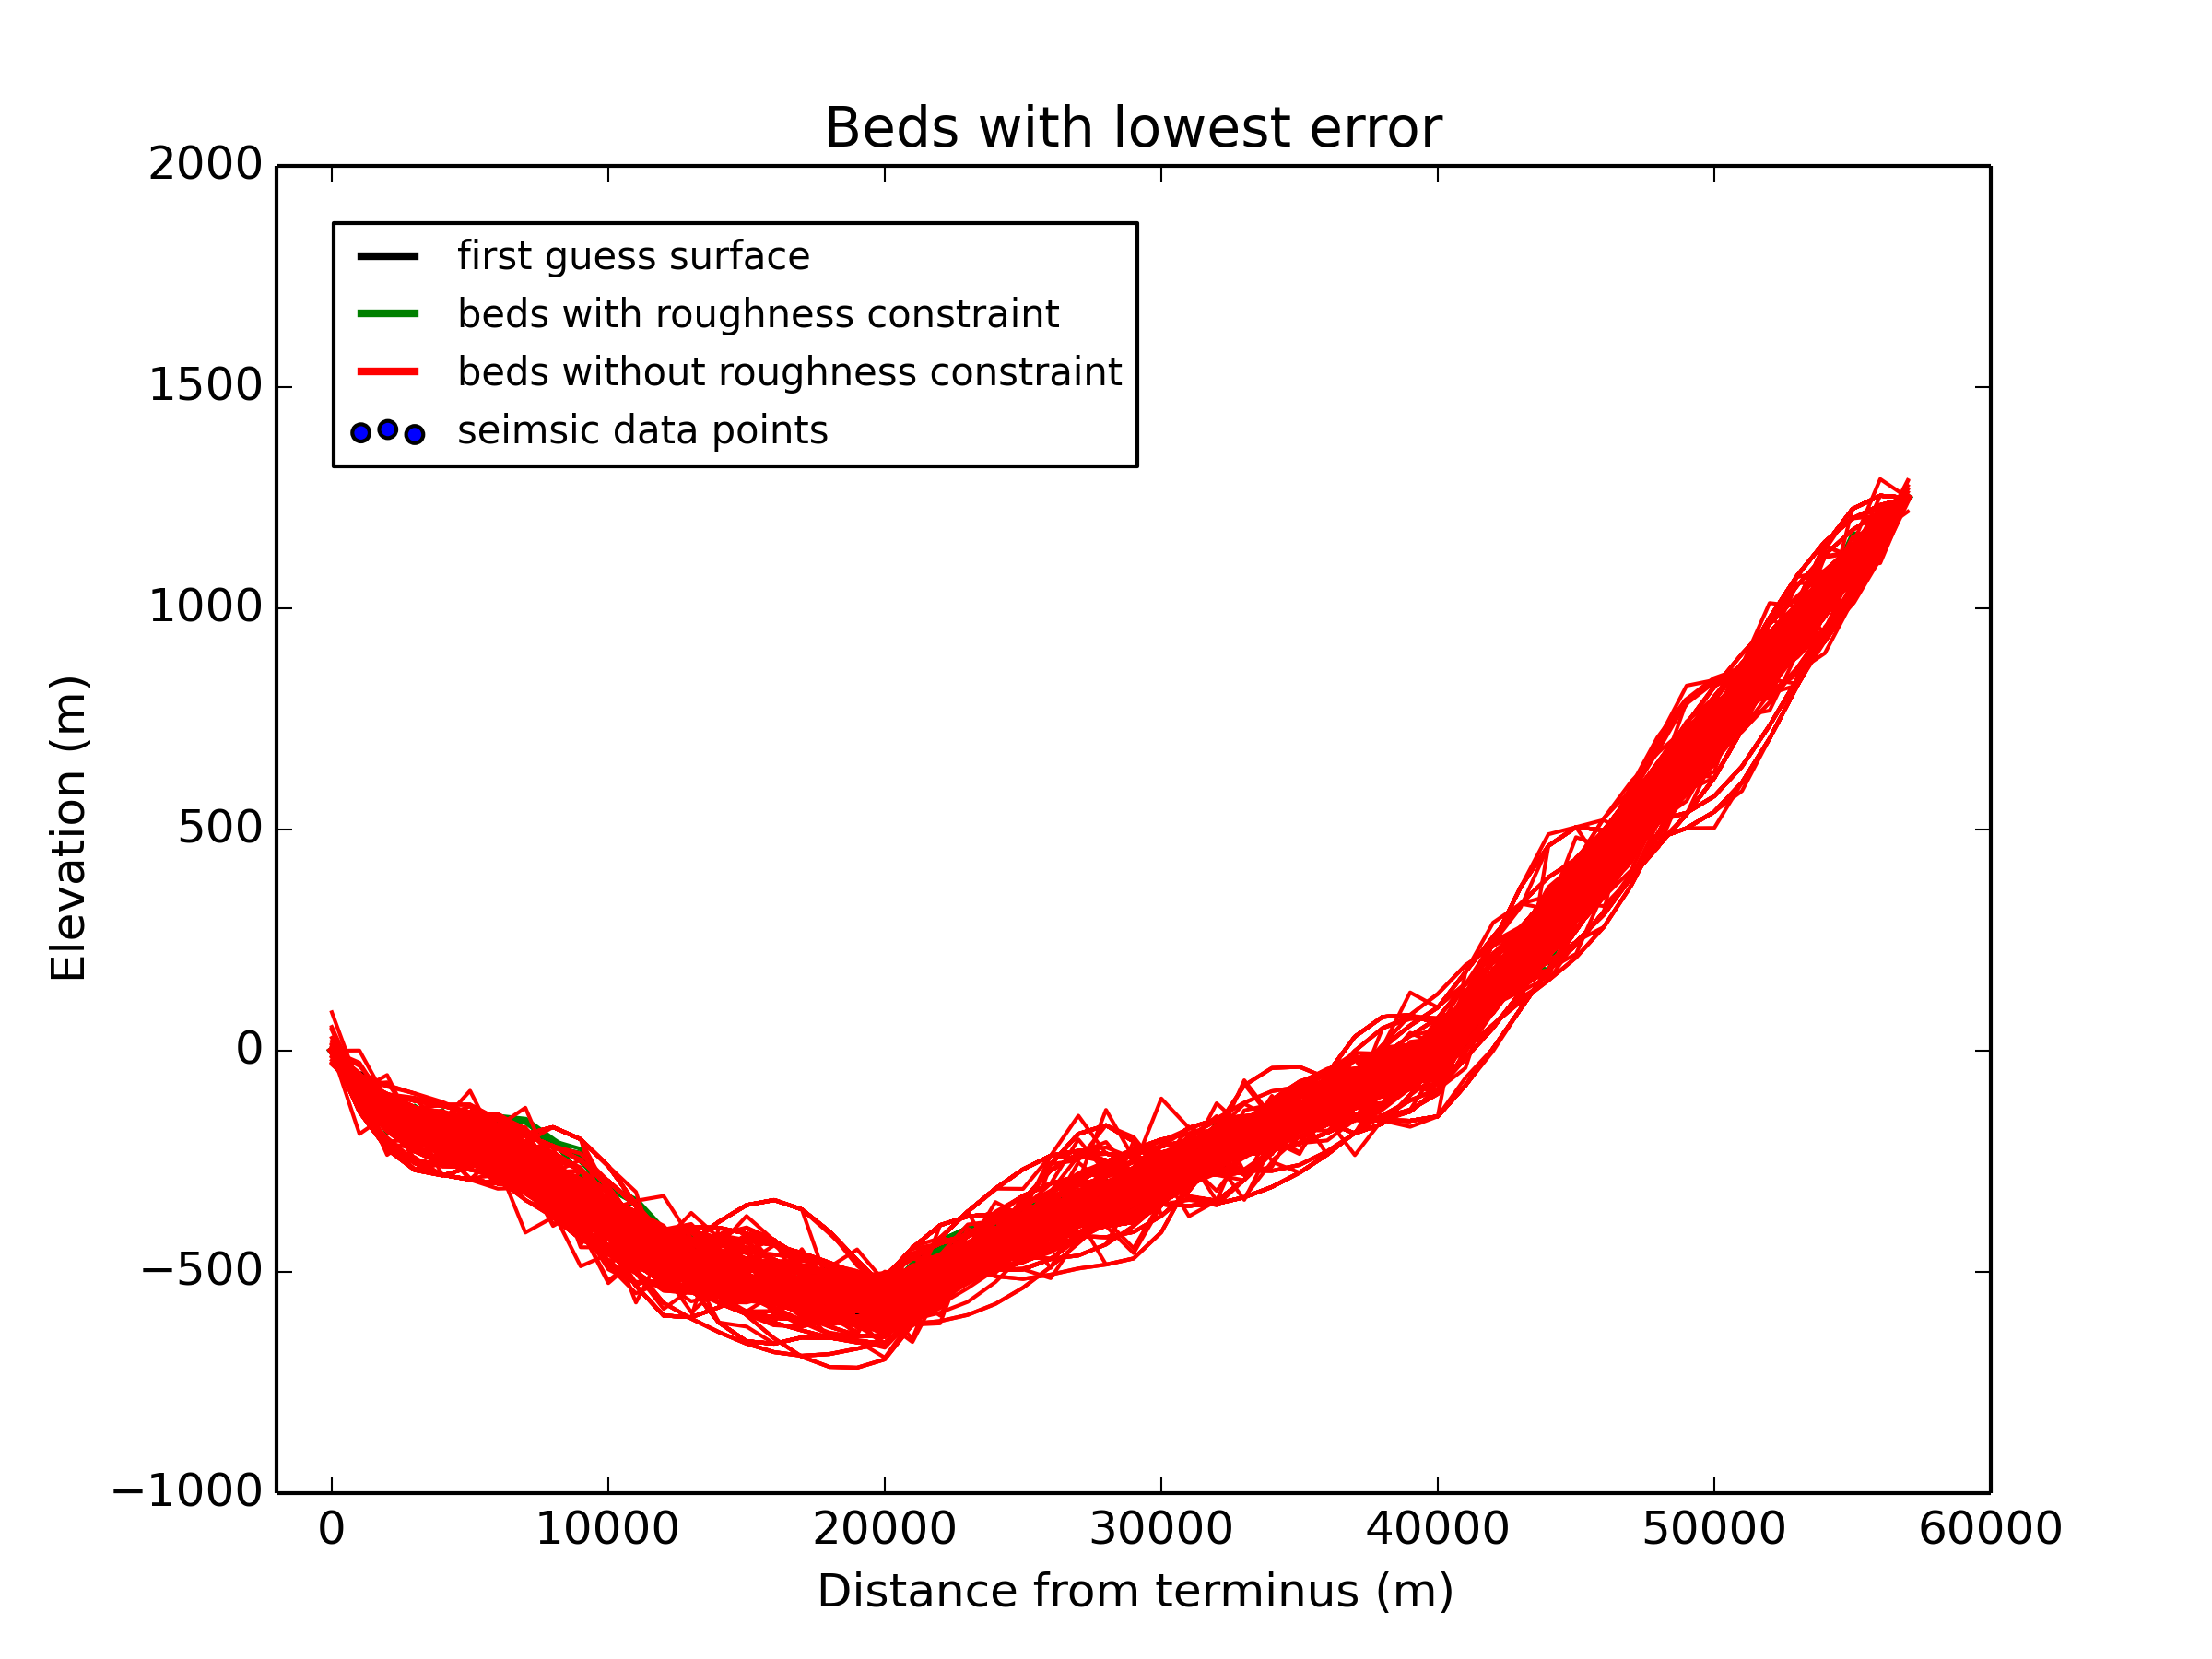 Beds with lowest error
2000
1500
1000
500
0
−500
−1000
first guess surface
beds with roughness constraint
beds without roughness constraint
seimsic data points
Elevation (m)
0 10000 20000 30000 40000 50000 60000
Distance from terminus (m)